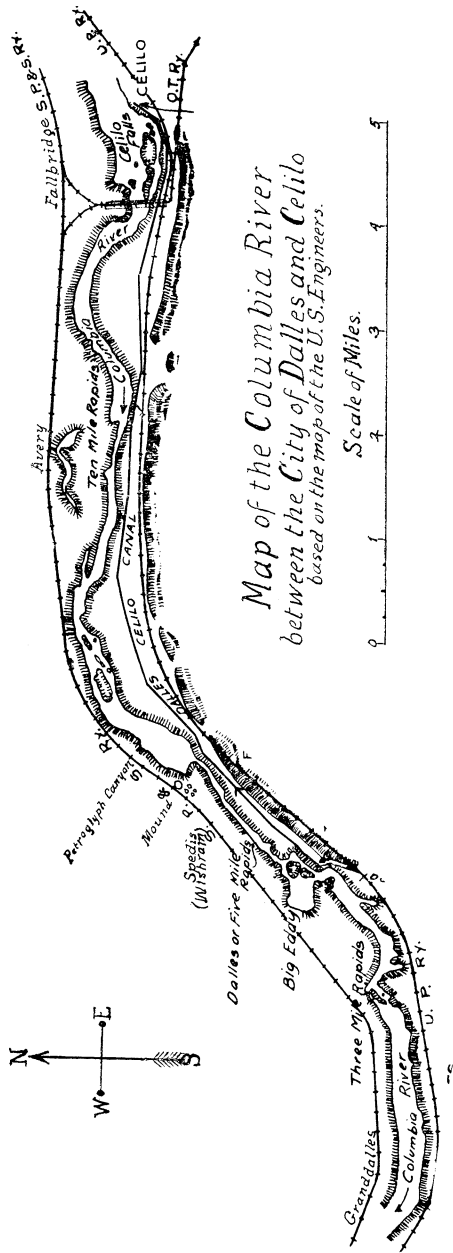 Map of the Columbia River
between the City of Dalles and Celilo
based on the map of the U.S. Engineers.
Scale of Miles.
0 1 2 3 4 5
N
W E
S
Granddalles
Columbia River
U. P. RY.
Three Mile Rapids
Big Eddy
Dalles or Five Mile Rapids
Spedis
(Wishram)
Mound
Petroglyph Canyon
S. P. & S. RY.
DALLES CELILO CANAL
Avery
Ten Mile Rapids
Columbia River
Fallbridge S.P.&S.RY.
Celilo Falls
CELILO
O.T.RY.
U.P. RY.
F